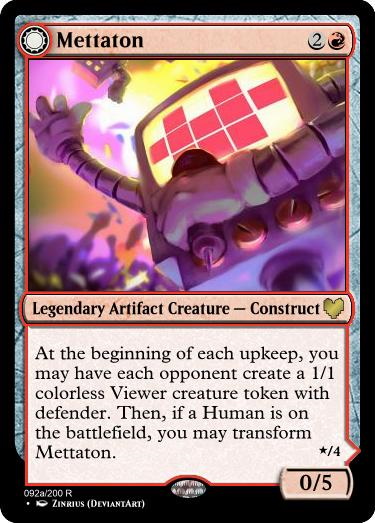 Mettaton 2
Legendary Artifact Creature — Construct
At the beginning of each upkeep, you
may have each opponent create a 1/1
colorless Viewer creature token with
defender. Then, if a Human is on
the battlefield, you may transform
Mettaton.
*/4
0/5
092a/200 R
• Zinrius (DeviantArt)